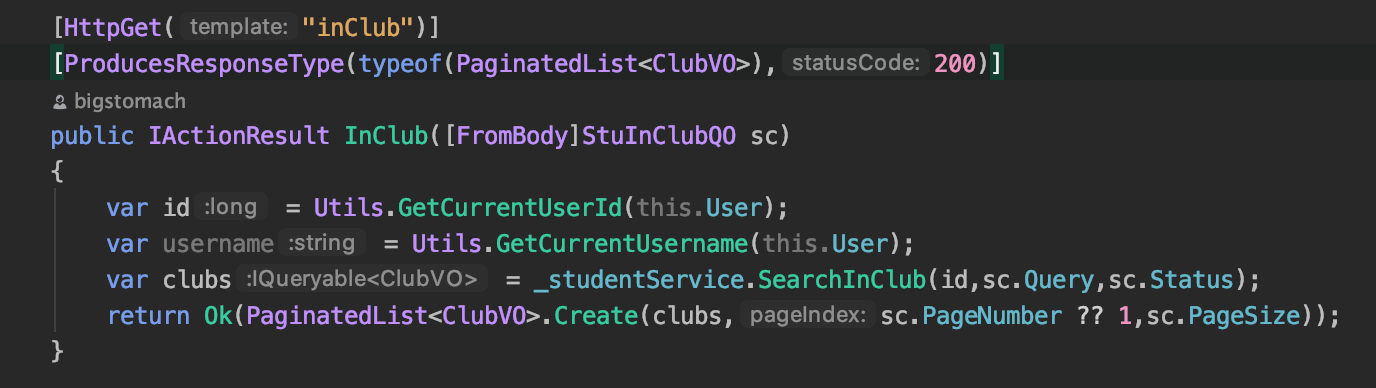 [HttpGet( template: "inClub")]
[ProducesResponseType(typeof(PaginatedList<ClubVO>), statusCode: 200)]
bigstomach
public IActionResult InClub([FromBody]StuInClubQO sc)
{
var id :long = Utils.GetCurrentUserId(this.User);
var username :string = Utils.GetCurrentUsername(this.User);
var clubs :IQueryable<ClubVO> = _studentService.SearchInClub(id,sc.Query,sc.Status);
return Ok(PaginatedList<ClubVO>.Create(clubs, pageIndex: sc.PageNumber ?? 1,sc.PageSize));
}